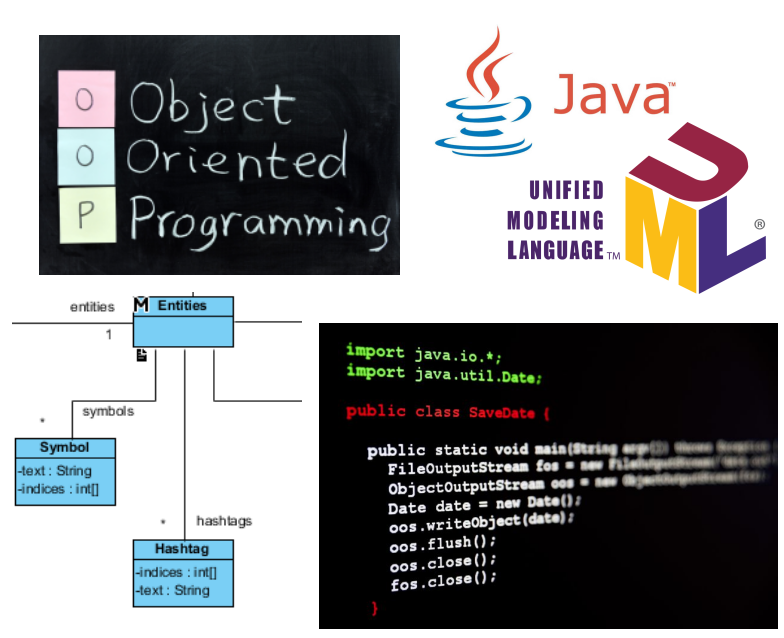 O Object
O Oriented
P Programming
Java™
UML
UNIFIED
MODELING
LANGUAGE™
®
entities
M Entities
1
symbols
*
Symbol
-text : String
-indices : int[]
* hashtags
Hashtag
-indices : int[]
-text : String
import java.io.*;
import java.util.Date;
public class SaveDate {
public static void main(String
FileOutputStream fos = new
ObjectOutputStream oos = new
Date date = new Date();
oos.writeObject(date);
oos.flush();
oos.close();
fos.close();
}